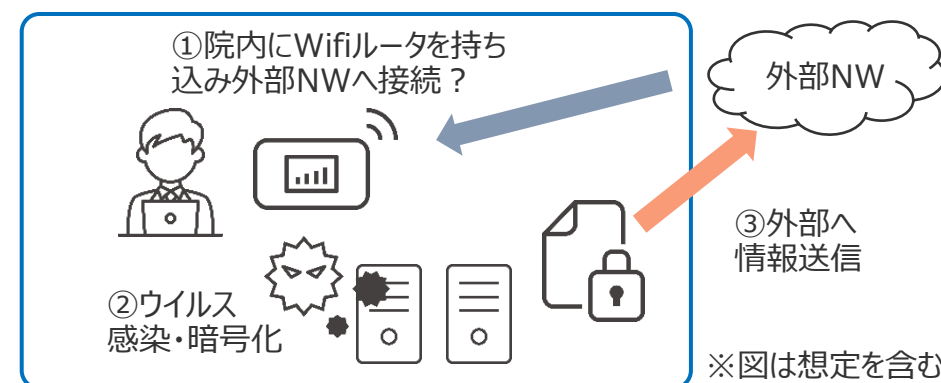 ①院内にWifiルータを持ち
込み外部NWへ接続？
外部NW
③外部へ
情報送信
②ウイルス
感染・暗号化
※図は想定を含む